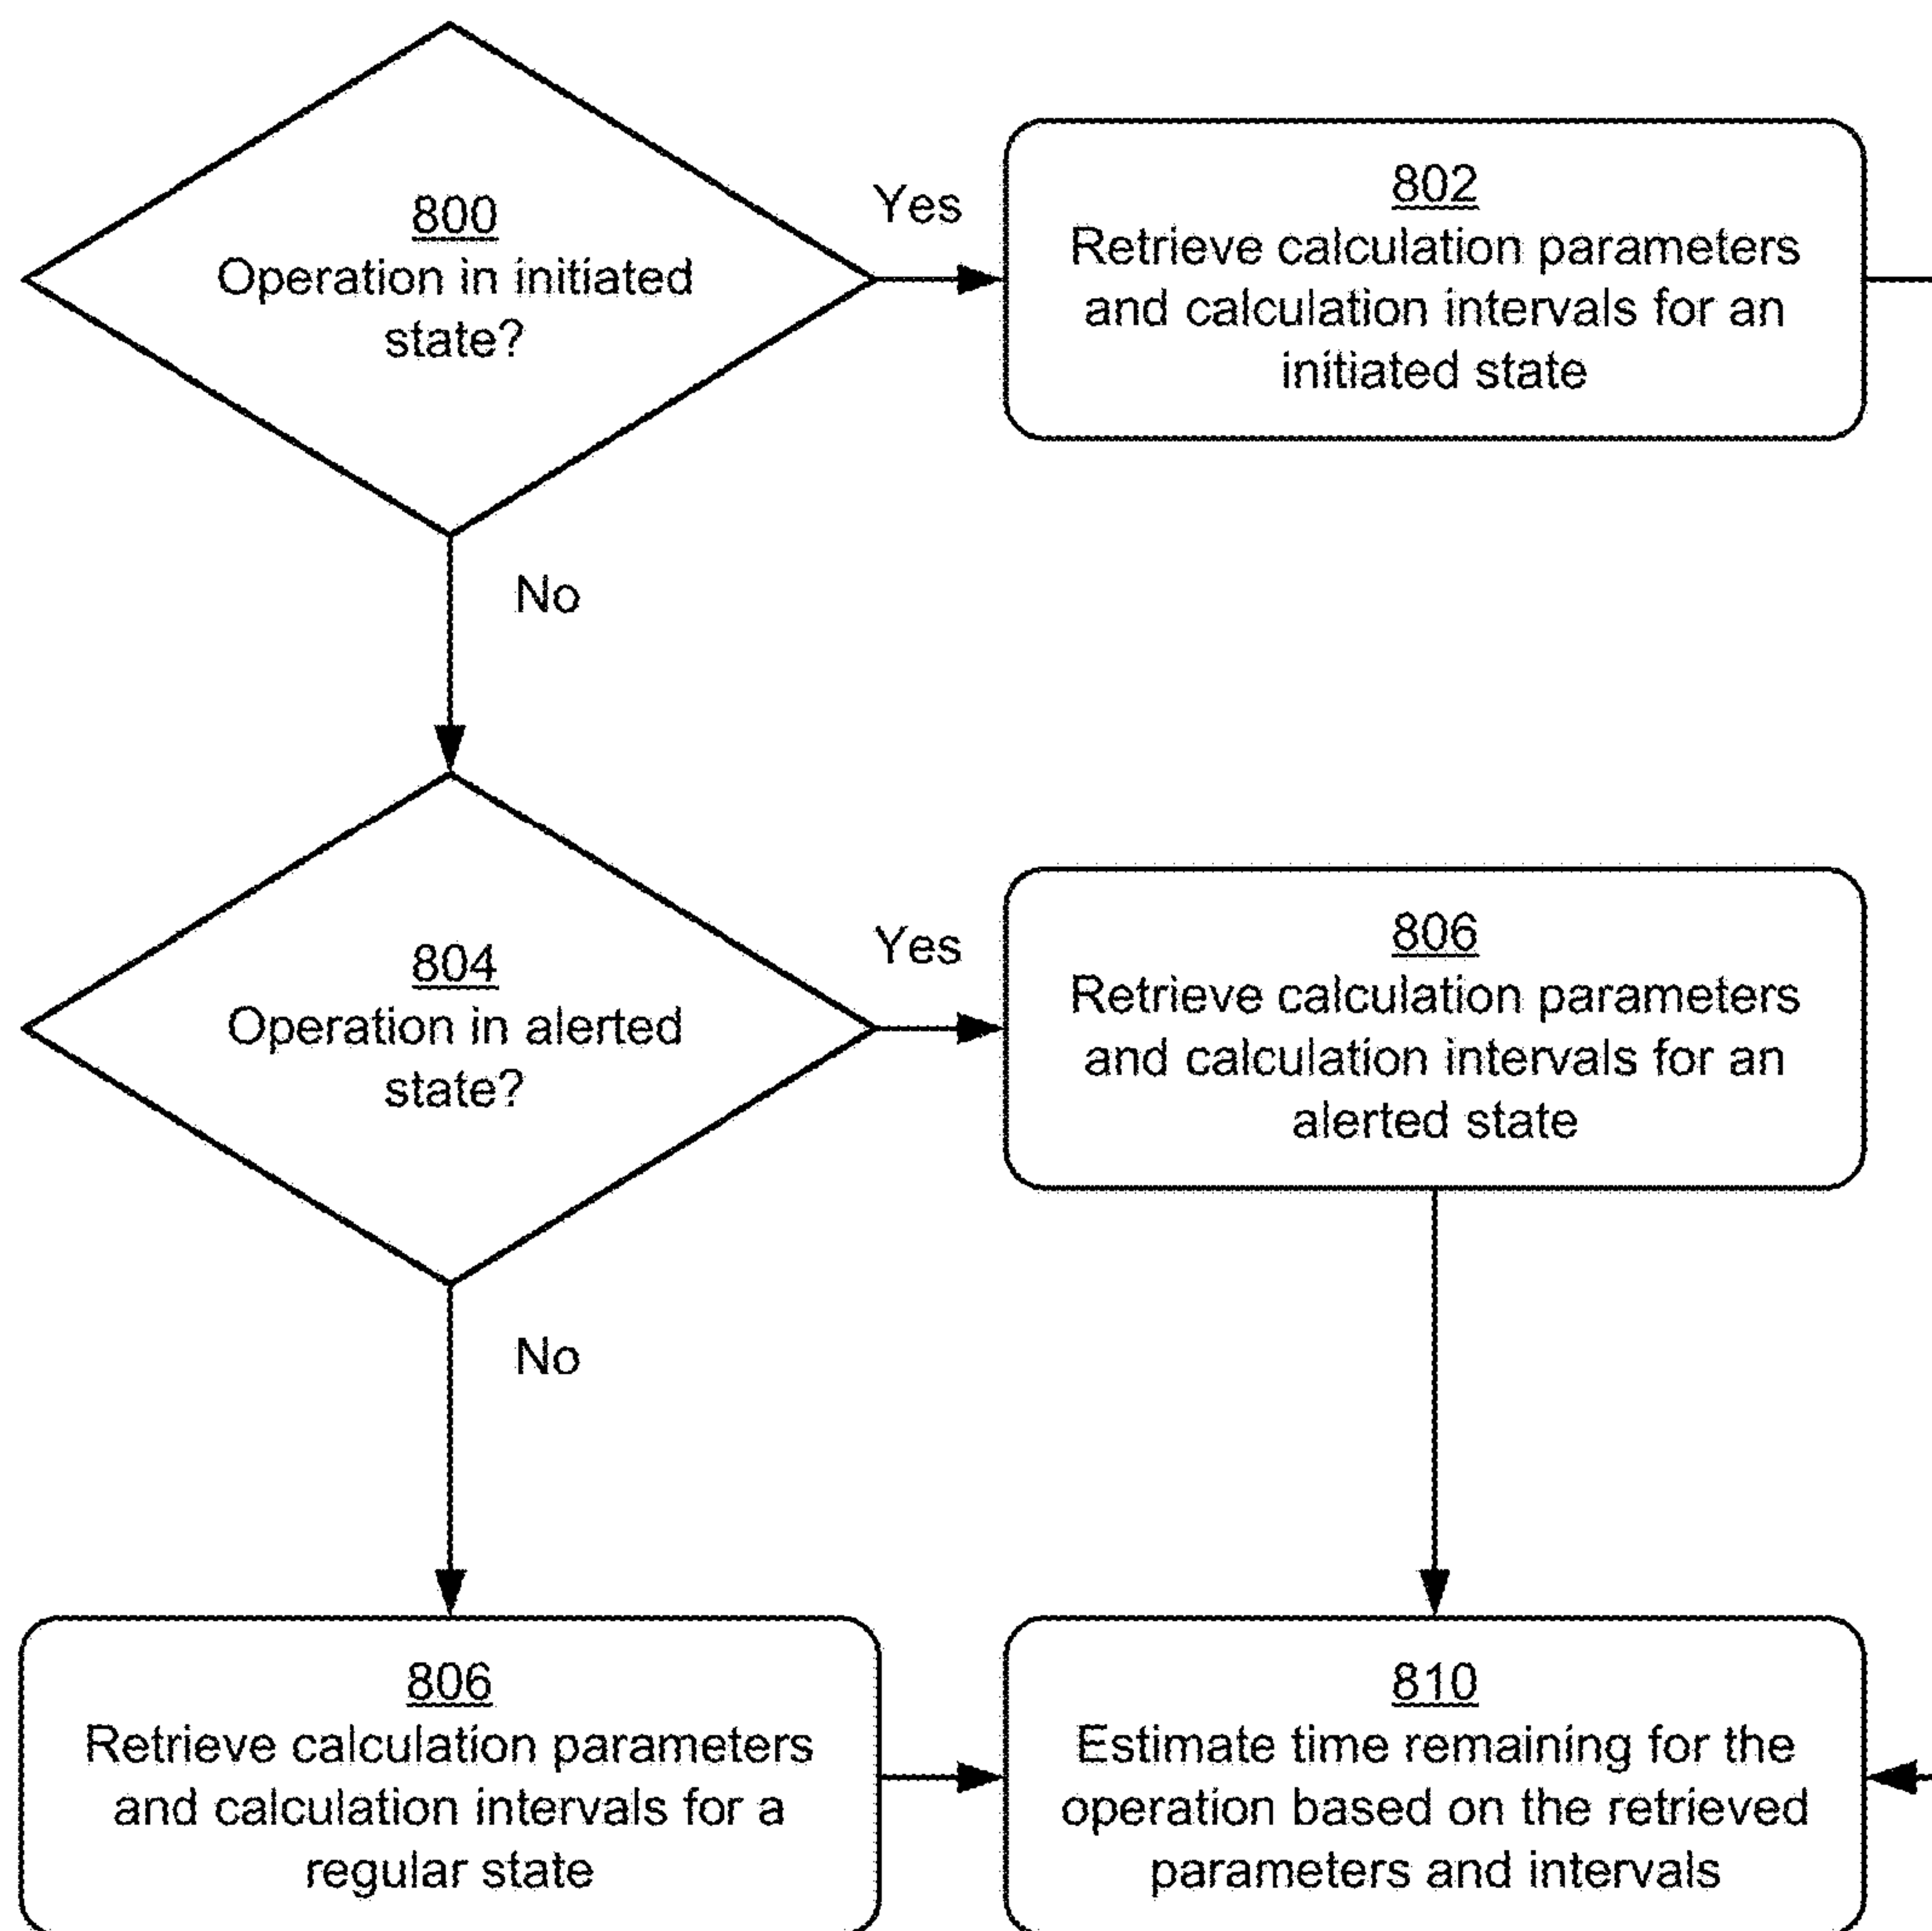 800
Operation in initiated
state?
Yes
802
Retrieve calculation parameters
and calculation intervals for an
initiated state
No
804
Operation in alerted
state?
Yes
806
Retrieve calculation parameters
and calculation intervals for an
alerted state
No
806
Retrieve calculation parameters
and calculation intervals for a
regular state
810
Estimate time remaining for the
operation based on the retrieved
parameters and intervals